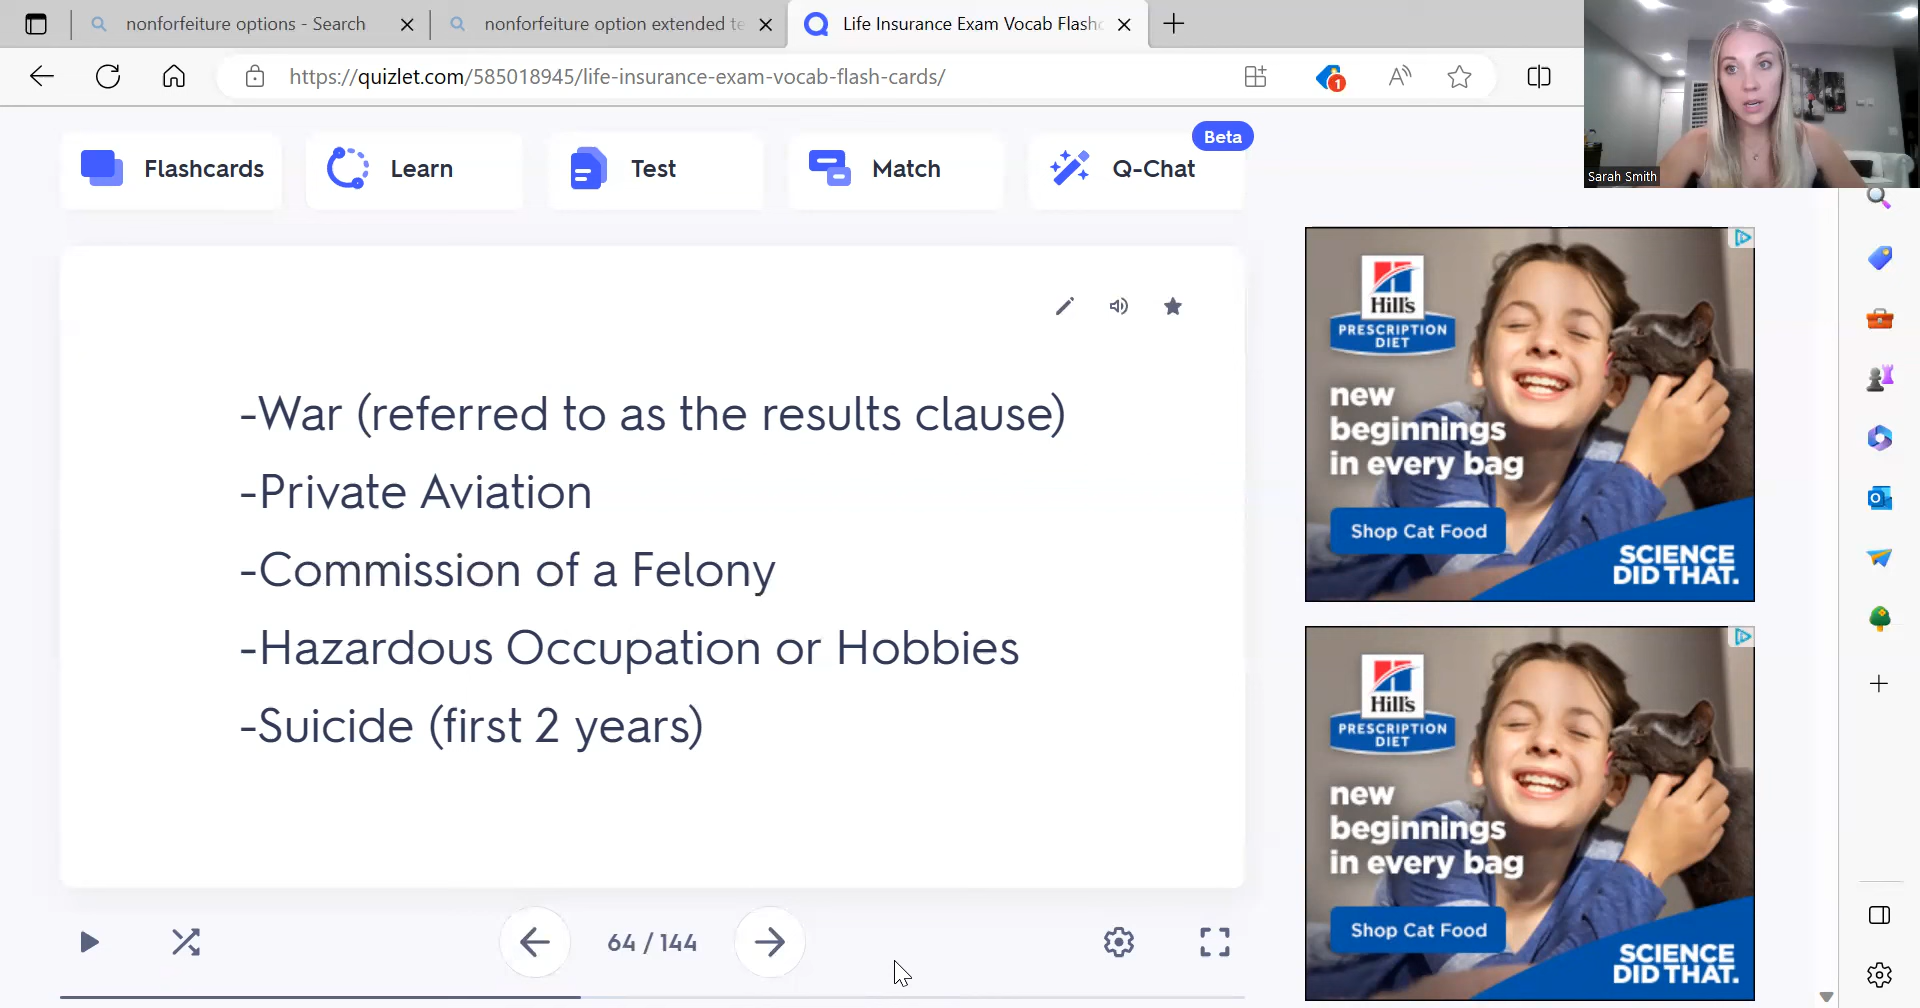 nonforfeiture options - Search
nonforfeiture option extended te
Life Insurance Exam Vocab Flashc
https://quizlet.com/585018945/life-insurance-exam-vocab-flash-cards/
1
Sarah Smith
Flashcards
Learn
Test
Match
Q-Chat
Beta
-War (referred to as the results clause)
-Private Aviation
-Commission of a Felony
-Hazardous Occupation or Hobbies
-Suicide (first 2 years)
64 / 144
Hill's
PRESCRIPTION
DIET
new
beginnings
in every bag
Shop Cat Food
SCIENCE
DID THAT.
Hill's
PRESCRIPTION
DIET
new
beginnings
in every bag
Shop Cat Food
SCIENCE
DID THAT.